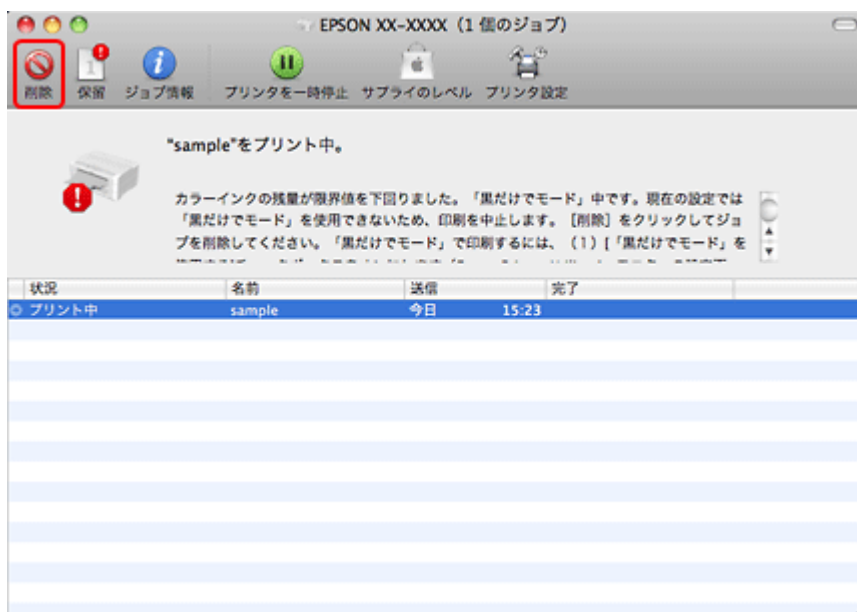 EPSON XX-XXXX（1 個のジョブ）
1
削除 保留 ジョブ情報 プリンタを一時停止 サプライのレベル プリンタ設定
"sample"をプリント中。
カラーインクの残量が限界値を下回りました。「黒だけでモード」中です。現在の設定では
「黒だけでモード」を使用できないため、印刷を中止します。［削除］をクリックしてジョ
ブを削除してください。「黒だけでモード」で印刷するには、（1）[「黒だけでモード」を
状況 名前 送信 完了
プリント中 sample 今日 15:23